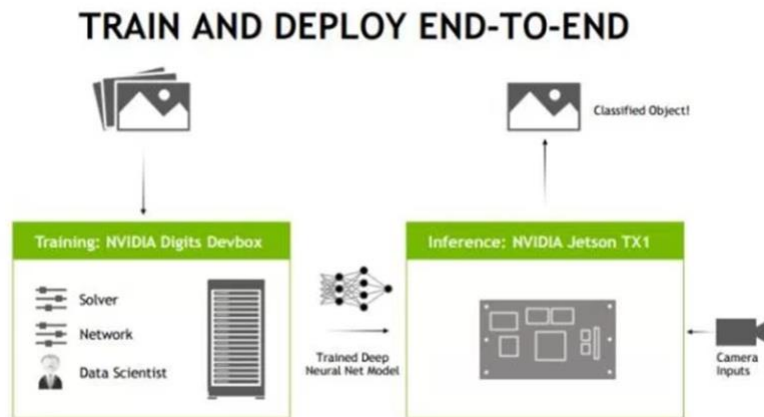 TRAIN AND DEPLOY END-TO-END
Classified Object!
Training: NVIDIA Digits Devbox
Solver
Network
Data Scientist
Trained Deep
Neural Net Model
Inference: NVIDIA Jetson TX1
Camera
Inputs